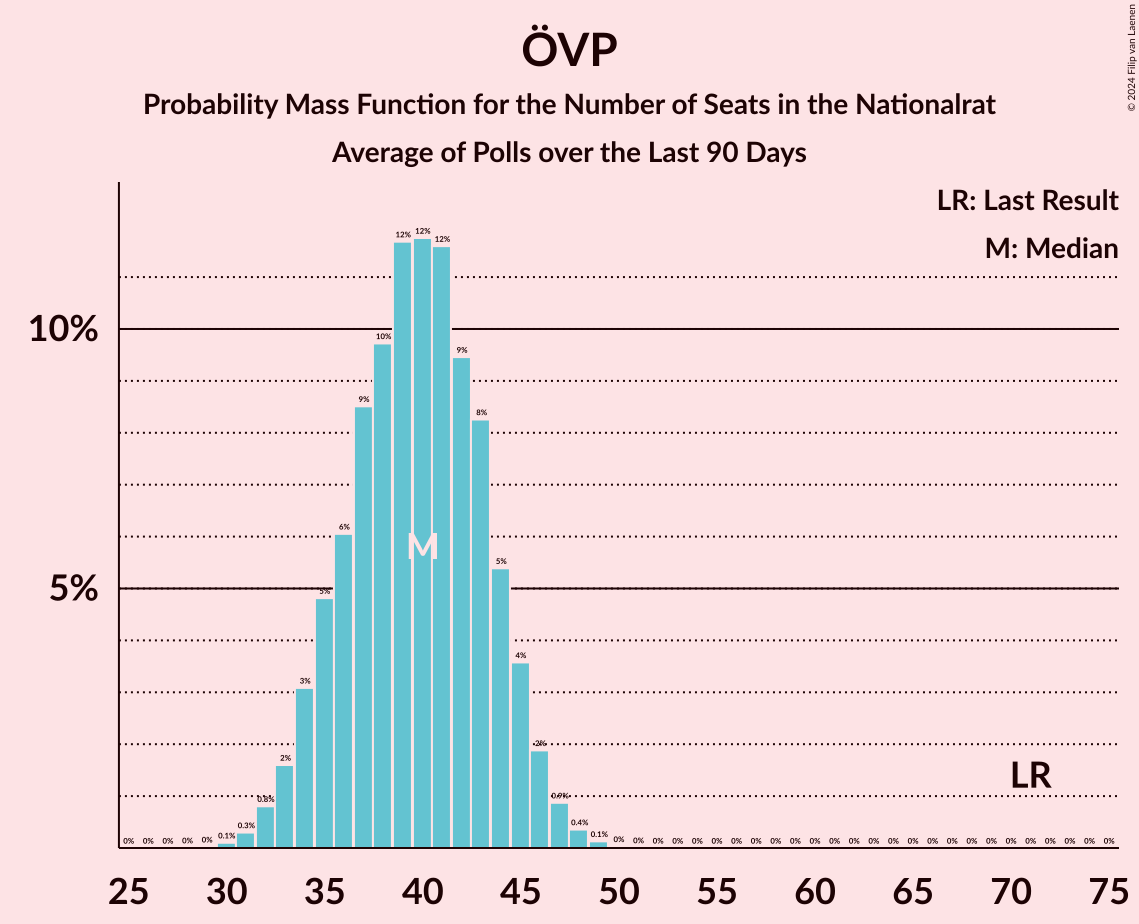 ÖVP
Probability Mass Function for the Number of Seats in the Nationalrat
Average of Polls over the Last 90 Days
© 2024 Filip van Laenen
LR: Last Result
M: Median
12% 12% 12%
10%
10% 9%
9% 8%
6%
M
5%
5%
5%
4%
3%
2% 2%
LR
0.8% 0.9%
0.3% 0.4%
0% 0% 0% 0% 0% 0.1% 0.1% 0% 0% 0% 0% 0% 0% 0% 0% 0% 0% 0% 0% 0% 0% 0% 0% 0% 0% 0% 0% 0% 0% 0% 0% 0% 0%
25 30 35 40 45 50 55 60 65 70 75